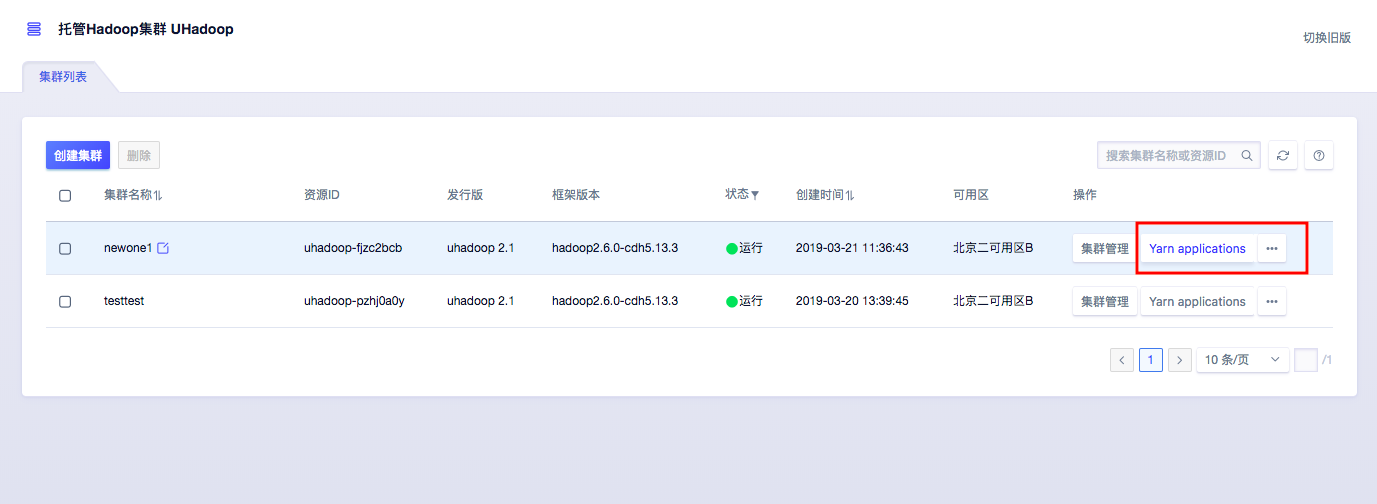 托管Hadoop集群 UHadoop
切换旧版
集群列表
创建集群 删除 搜索集群名称或资源ID
集群名称 资源ID 发行版 框架版本 状态 创建时间 可用区 操作
newone1 uhadoop-fjzc2bcb uhadoop 2.1 hadoop2.6.0-cdh5.13.3 运行 2019-03-21 11:36:43 北京二可用区B 集群管理 Yarn applications ···
testtest uhadoop-pzhj0a0y uhadoop 2.1 hadoop2.6.0-cdh5.13.3 运行 2019-03-20 13:39:45 北京二可用区B 集群管理 Yarn applications ···
< 1 > 10 条/页 /1